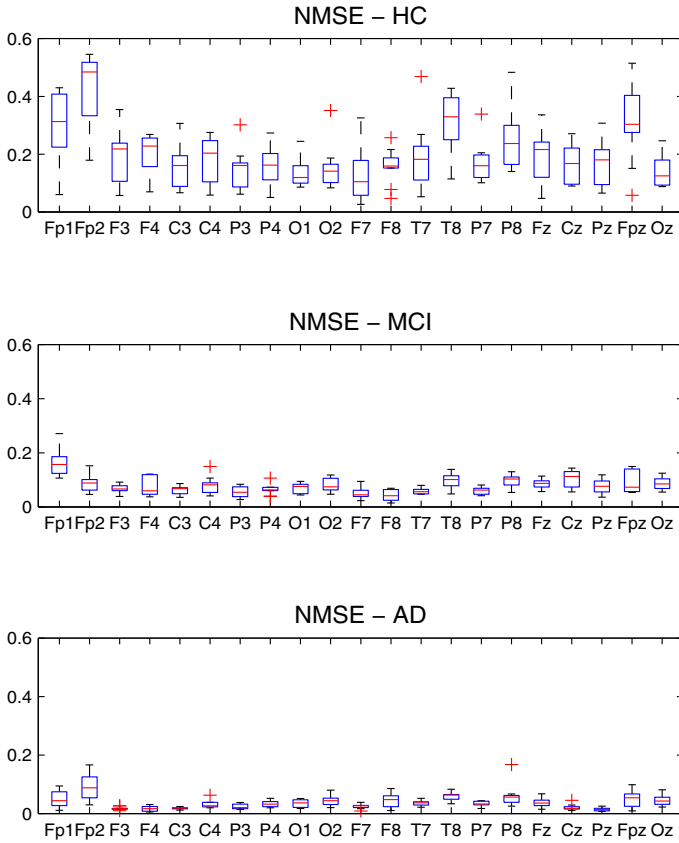 NMSE – HC
0.6
0.4
0.2
0
Fp1 Fp2 F3 F4 C3 C4 P3 P4 O1 O2 F7 F8 T7 T8 P7 P8 Fz Cz Pz Fpz Oz
NMSE – MCI
0.6
0.4
0.2
0
Fp1 Fp2 F3 F4 C3 C4 P3 P4 O1 O2 F7 F8 T7 T8 P7 P8 Fz Cz Pz Fpz Oz
NMSE – AD
0.6
0.4
0.2
0
Fp1 Fp2 F3 F4 C3 C4 P3 P4 O1 O2 F7 F8 T7 T8 P7 P8 Fz Cz Pz Fpz Oz